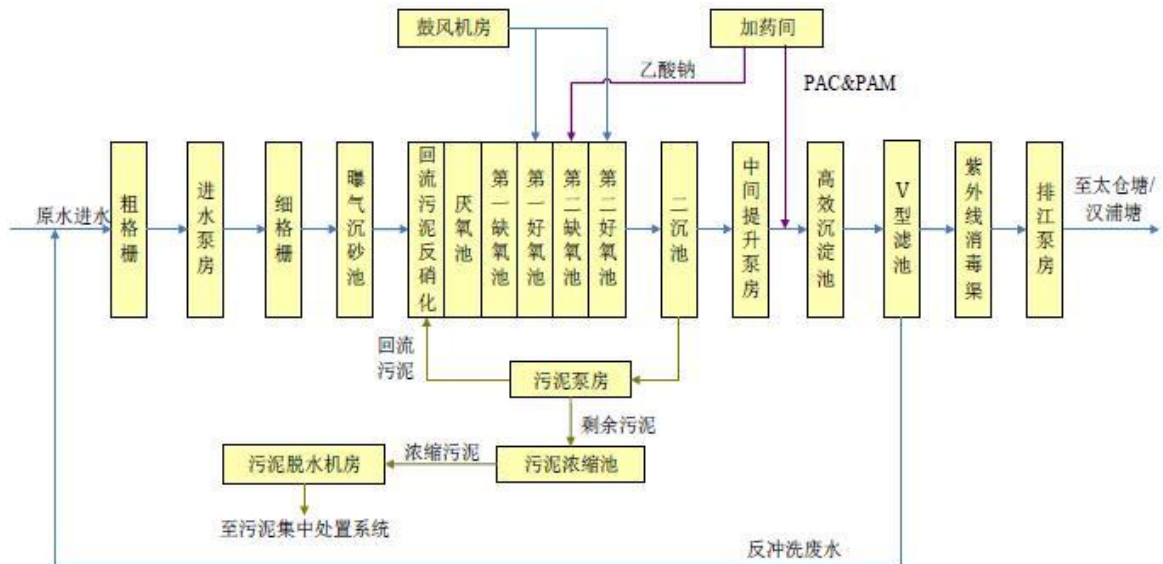 鼓风机房
加药间
乙酸钠
PAC&PAM
原水进水
粗格栅
进水泵房
细格栅
曝气沉砂池
回流污泥反硝化
厌氧池
第一缺氧池
第一好氧池
第二缺氧池
第二好氧池
二沉池
中间提升泵房
高效沉淀池
V型滤池
紫外线消毒渠
排江泵房
至太仓塘/
汉浦塘
回流
污泥
污泥泵房
剩余污泥
污泥脱水机房
浓缩污泥
污泥浓缩池
至污泥集中处置系统
反冲洗废水